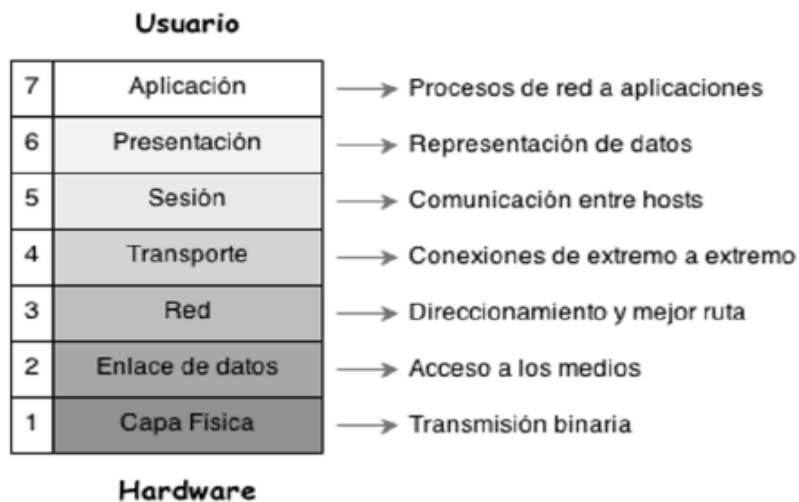 Usuario
7 Aplicación Procesos de red a aplicaciones
6 Presentación Representación de datos
5 Sesión Comunicación entre hosts
4 Transporte Conexiones de extremo a extremo
3 Red Direccionamiento y mejor ruta
2 Enlace de datos Acceso a los medios
1 Capa Física Transmisión binaria
Hardware